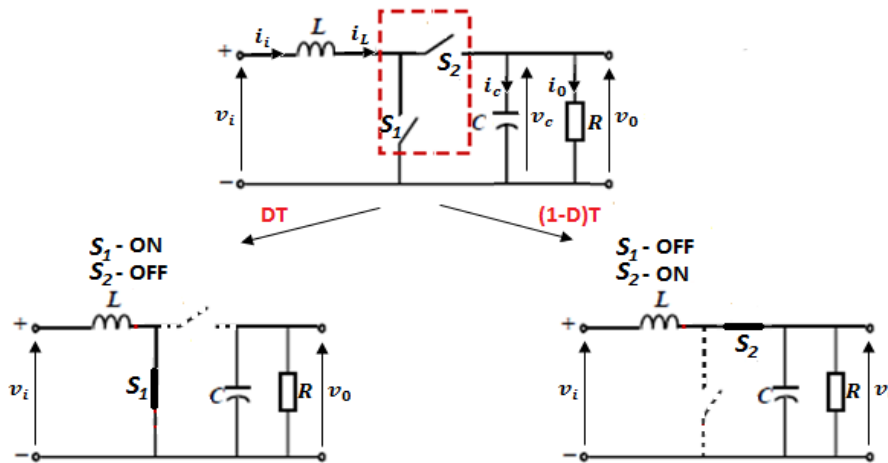 i_i L i_L
+ S_2
v_i S_1 C i_c v_c i_0 R v_0
−
DT (1-D)T
S_1 - ON
S_2 - OFF
S_1 - OFF
S_2 - ON
L
+
v_i S_1 C R v_0
−
L
+ S_2
v_i C R v
−